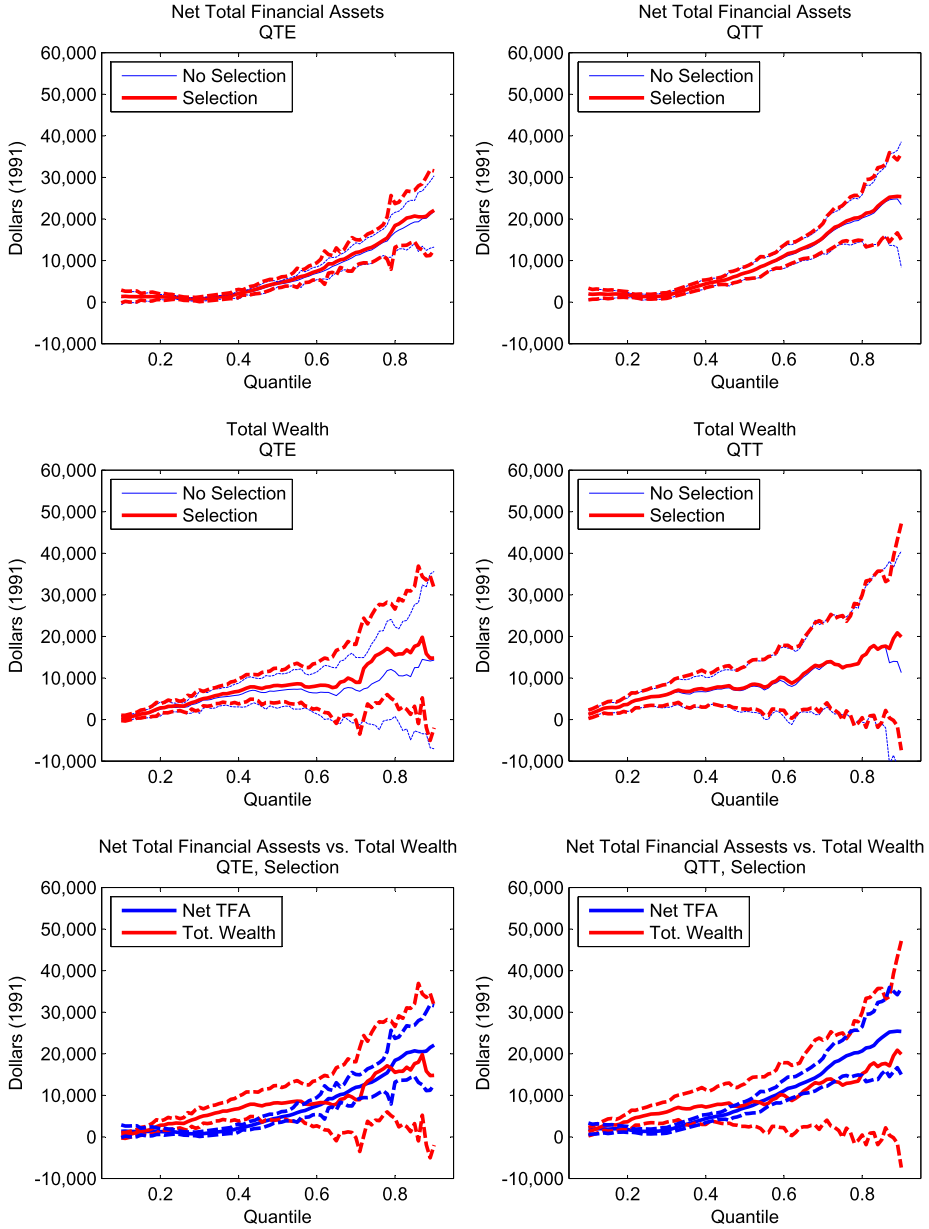 Net Total Financial Assets
QTE
60,000
50,000
40,000
30,000
20,000
10,000
0
-10,000
Dollars (1991)
No Selection
Selection
0.2
0.4
0.6
0.8
Quantile
Net Total Financial Assets
QTT
60,000
50,000
40,000
30,000
20,000
10,000
0
-10,000
Dollars (1991)
No Selection
Selection
0.2
0.4
0.6
0.8
Quantile
Total Wealth
QTE
60,000
50,000
40,000
30,000
20,000
10,000
0
-10,000
Dollars (1991)
No Selection
Selection
0.2
0.4
0.6
0.8
Quantile
Total Wealth
QTT
60,000
50,000
40,000
30,000
20,000
10,000
0
-10,000
Dollars (1991)
No Selection
Selection
0.2
0.4
0.6
0.8
Quantile
Net Total Financial Assests vs. Total Wealth
QTE, Selection
60,000
50,000
40,000
30,000
20,000
10,000
0
-10,000
Dollars (1991)
Net TFA
Tot. Wealth
0.2
0.4
0.6
0.8
Quantile
Net Total Financial Assests vs. Total Wealth
QTT, Selection
60,000
50,000
40,000
30,000
20,000
10,000
0
-10,000
Dollars (1991)
Net TFA
Tot. Wealth
0.2
0.4
0.6
0.8
Quantile